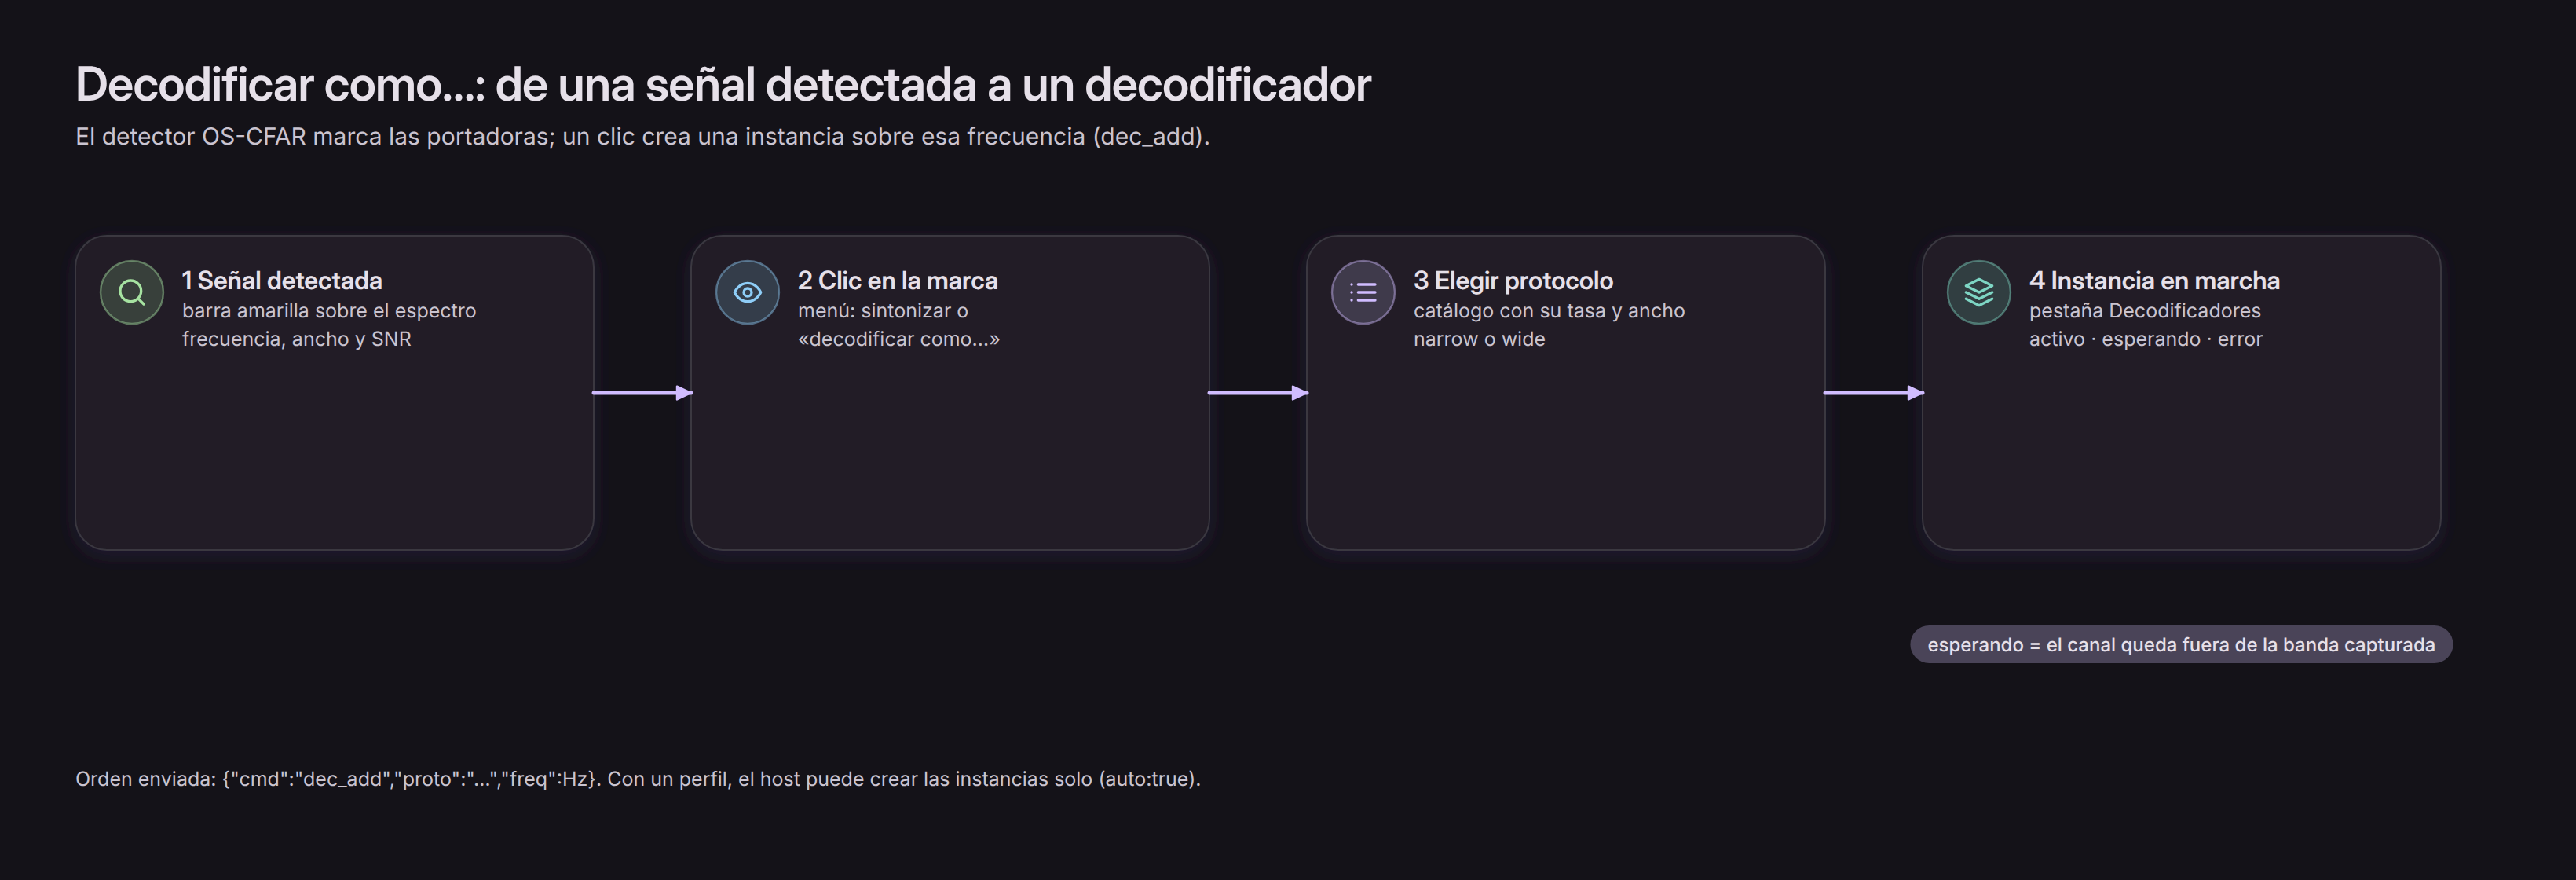 Decodificar como...: de una señal detectada a un decodificador
El detector OS-CFAR marca las portadoras; un clic crea una instancia sobre esa frecuencia (dec_add).
1 Señal detectada
barra amarilla sobre el espectro
frecuencia, ancho y SNR
2 Clic en la marca
menú: sintonizar o
«decodificar como...»
3 Elegir protocolo
catálogo con su tasa y ancho
narrow o wide
4 Instancia en marcha
pestaña Decodificadores
activo · esperando · error
esperando = el canal queda fuera de la banda capturada
Orden enviada: {"cmd":"dec_add","proto":"...","freq":Hz}. Con un perfil, el host puede crear las instancias solo (auto:true).